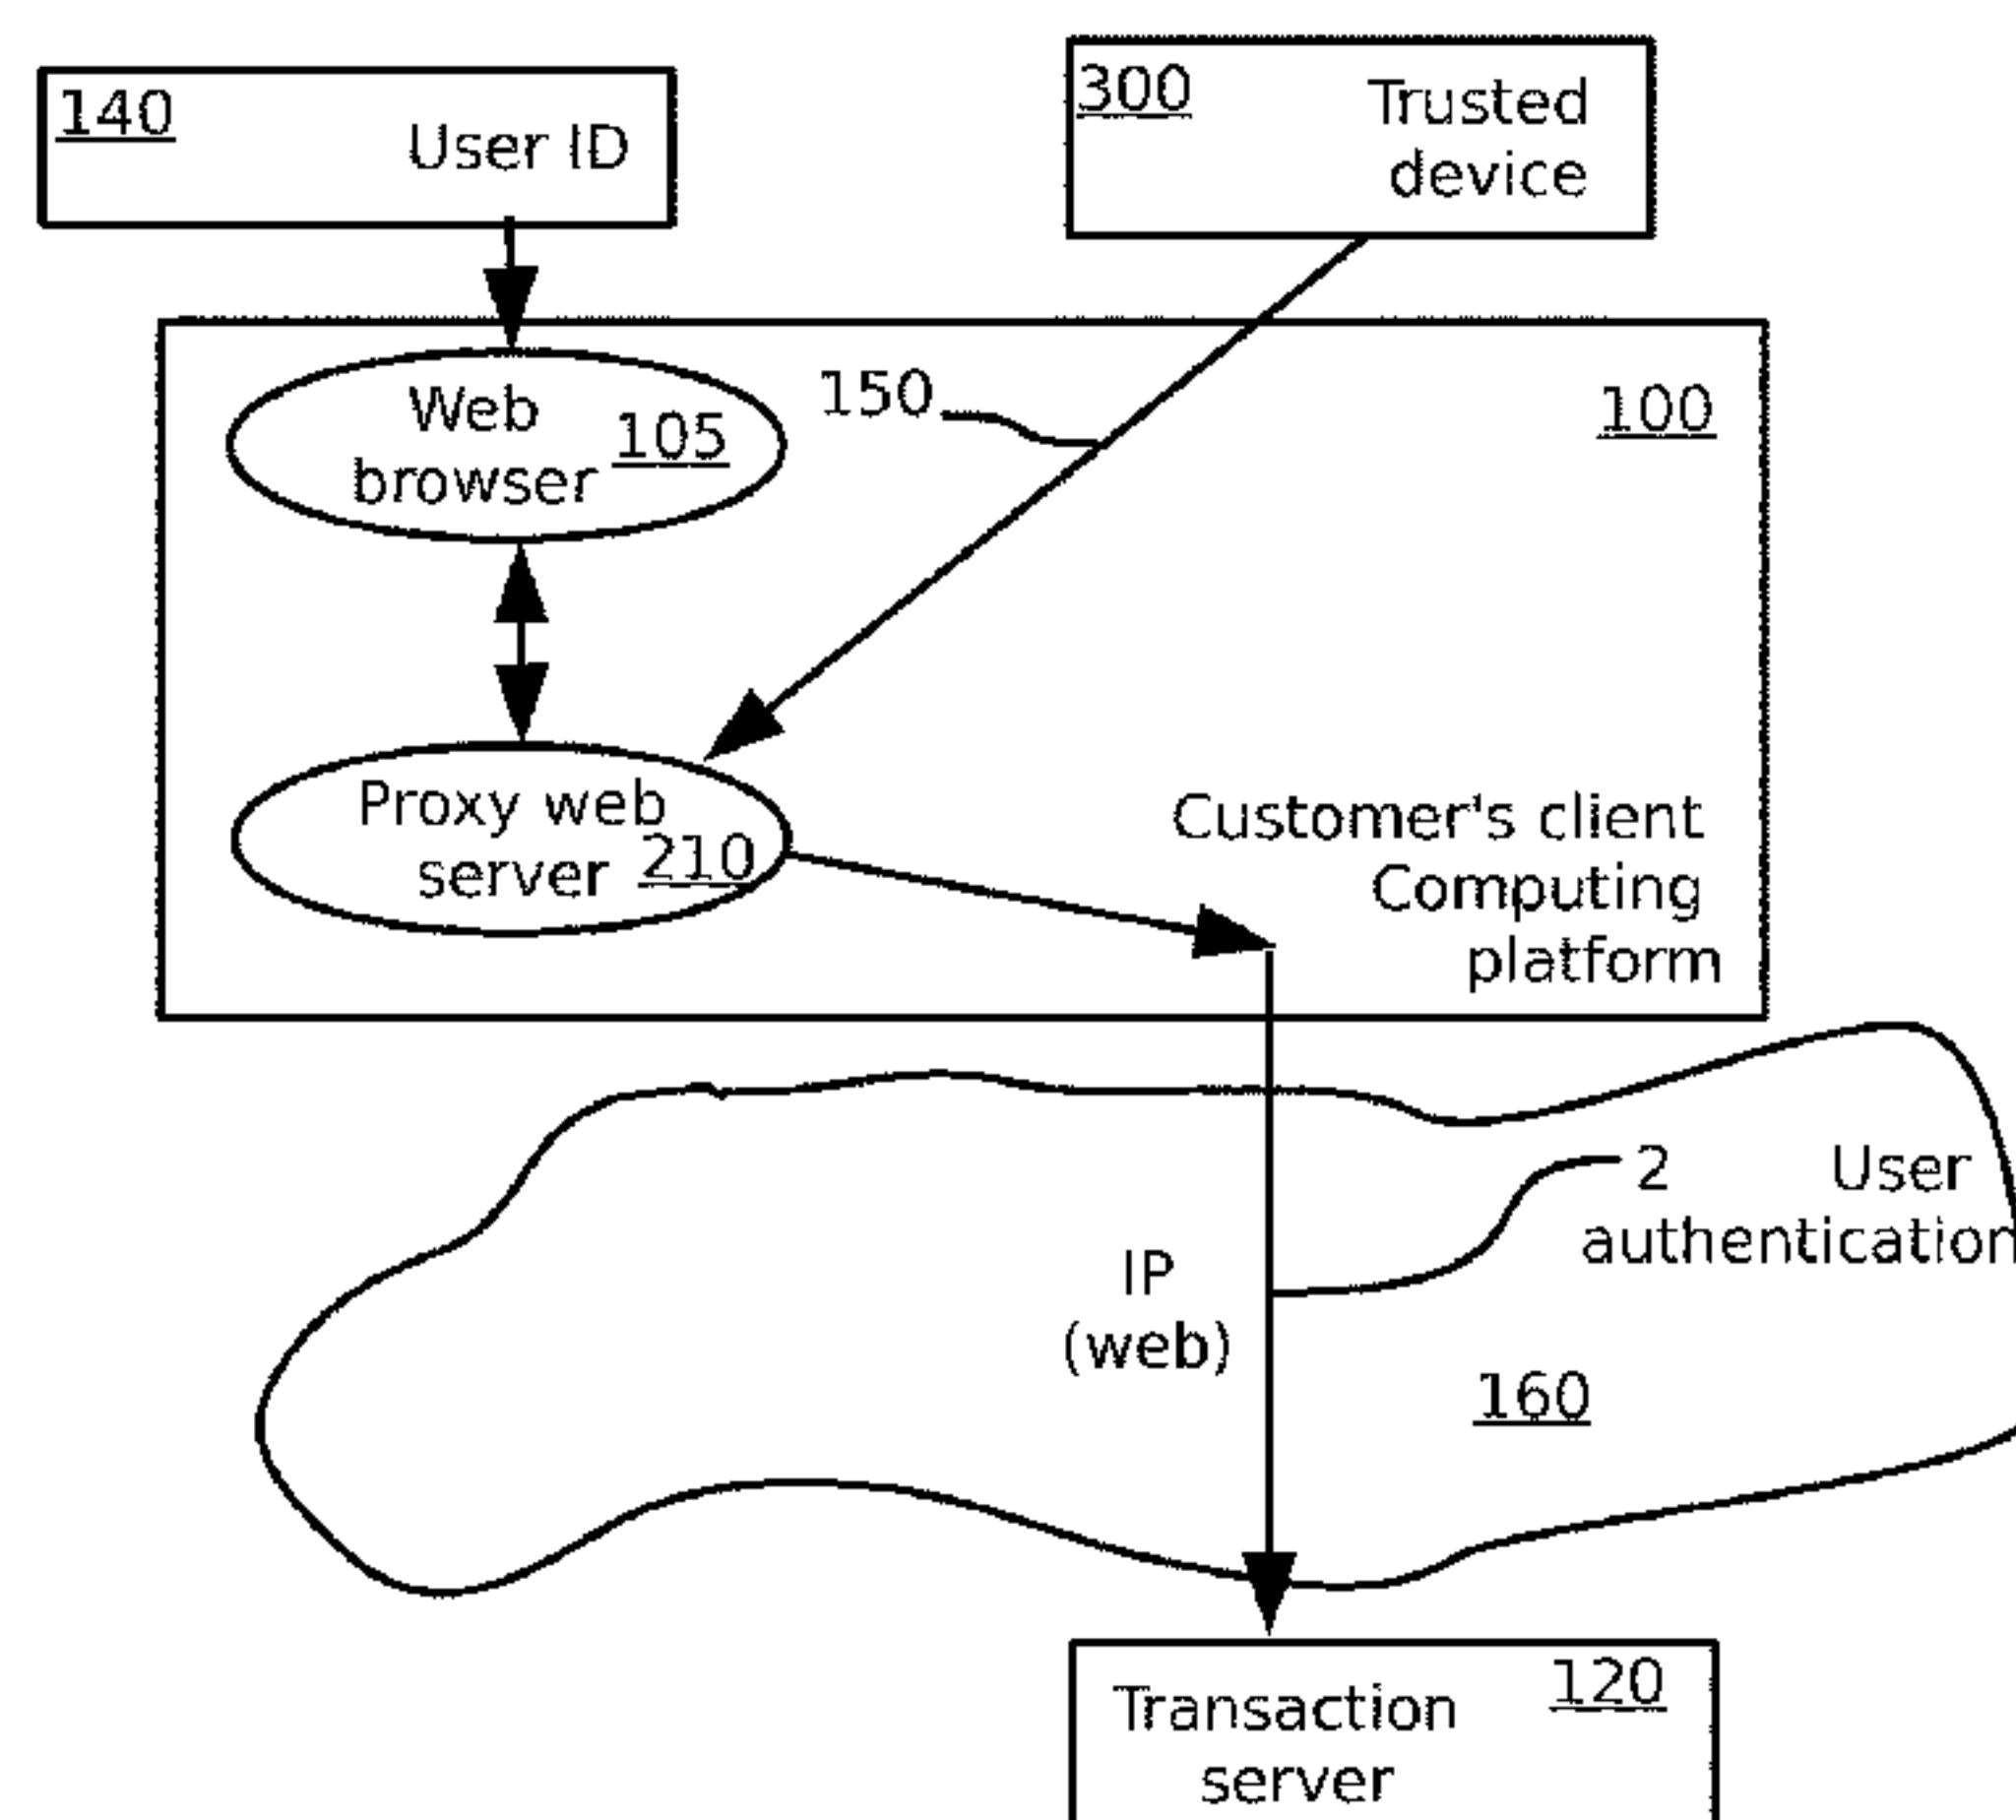 140
User ID
300
Trusted
device
Web
browser 105
150
100
Proxy web
server 210
Customer's client
Computing
platform
2 User
authentication
IP
(web)
160
120
Transaction
server